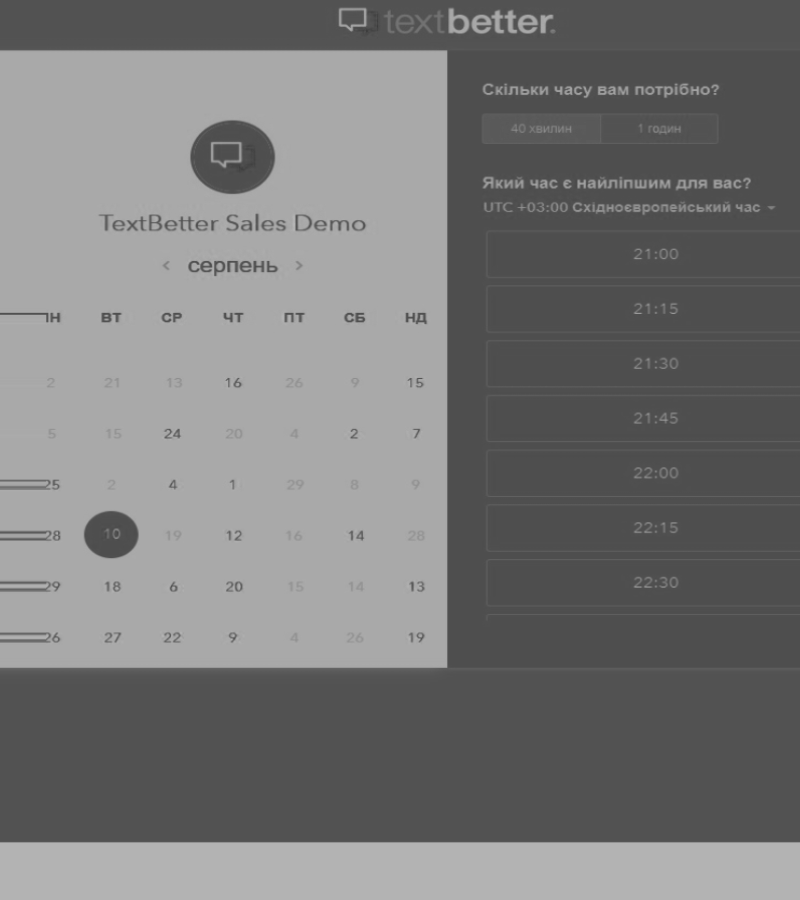 textbetter.
TextBetter Sales Demo
< серпень >
ВТ СР ЧТ ПТ СБ НД
2 21 13 16 26 9 15
5 15 24 20 4 2 7
25 2 4 1 29 8 9
28 10 19 12 16 14 28
29 18 6 20 15 14 13
26 27 22 9 4 26 19
Скільки часу вам потрібно?
40 хвилин 1 годин
Який час є найліпшим для вас?
UTC +03:00 Східноєвропейський час
21:00
21:15
21:30
21:45
22:00
22:15
22:30